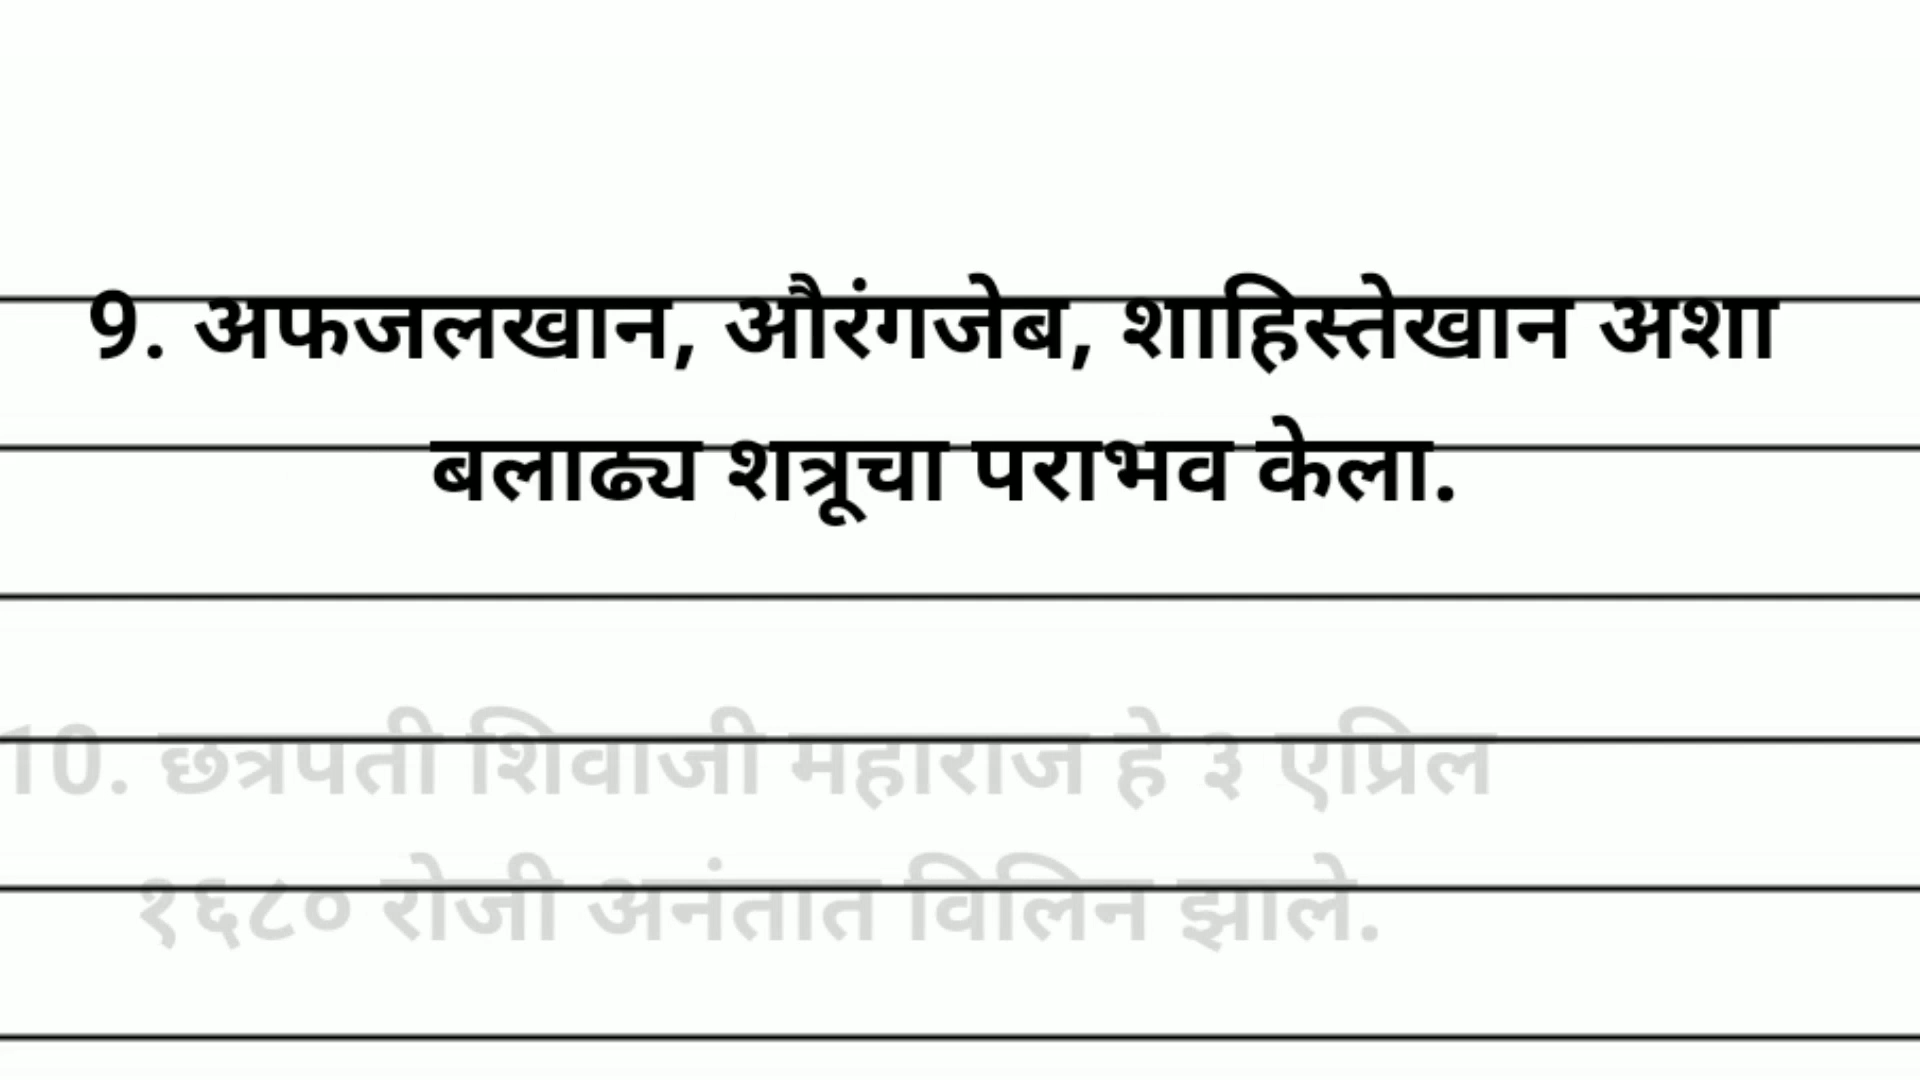 9. अफजलखान, औरंगजेब, शाहिस्तेखान अशा
बलाढ्य शत्रूचा पराभव केला.
10. छत्रपती शिवाजी महाराज हे ३ एप्रिल
१६८० रोजी अनंतात विलिन झाले.